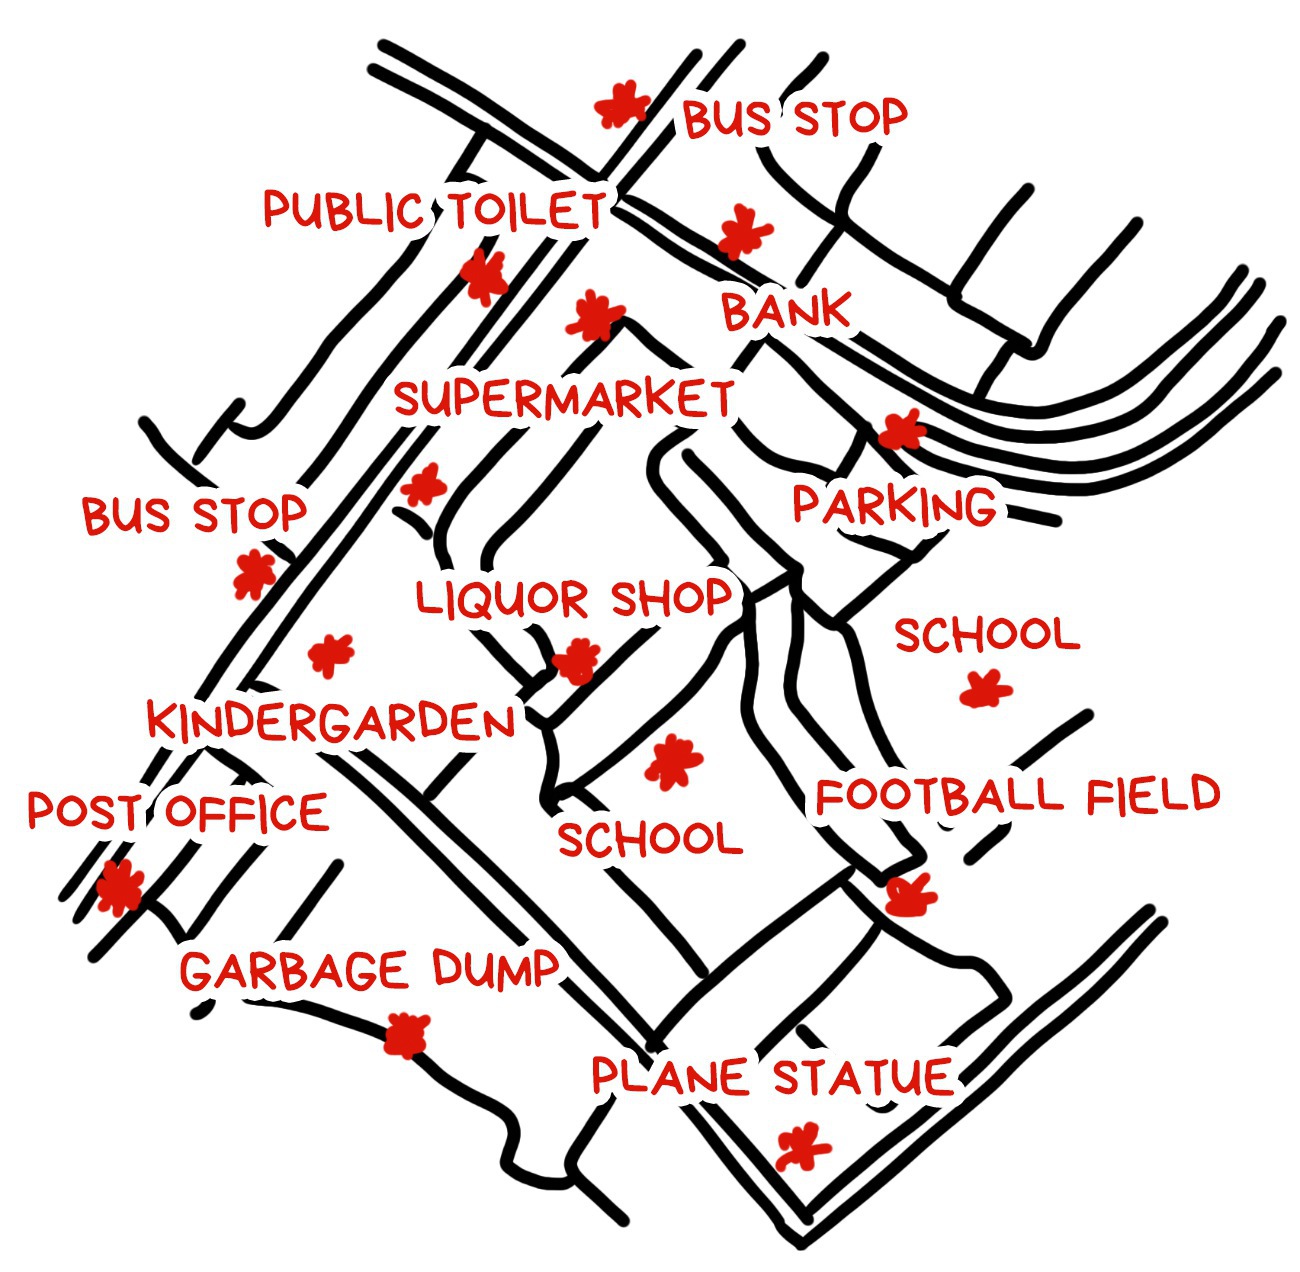 BUS STOP
PUBLIC TOILET
BANK
SUPERMARKET
PARKING
BUS STOP
LIQUOR SHOP
SCHOOL
KINDERGARDEN
FOOTBALL FIELD
POST OFFICE
SCHOOL
GARBAGE DUMP
PLANE STATUE